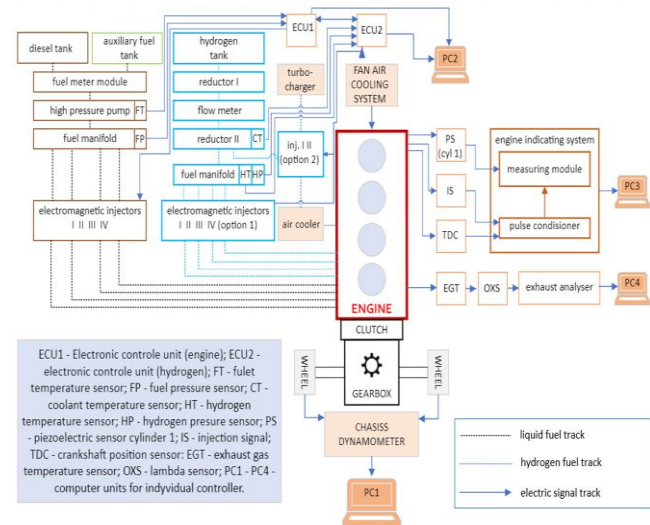 ECU1
ECU2
PC2
diesel tank
auxiliary fuel
tank
hydrogen
tank
turbo-
charger
FAN AIR
COOLING
SYSTEM
fuel meter module
reductor I
high pressure pump
FT
flow meter
fuel manifold
FP
reductor II
CT
inj. I II
(option 2)
fuel manifold
HT
HP
electromagnetic injectors
I II III IV
electromagnetic injectors
I II III IV (option 1)
air cooler
PS
(cyl 1)
engine indicating system
measuring module
IS
PC3
pulse condisioner
TDC
EGT
OXS
exhaust analyser
PC4
ENGINE
CLUTCH
WHEEL
WHEEL
GEARBOX
CHASISS
DYNAMOMETER
PC1
ECU1 - Electronic controle unit (engine); ECU2 -
electronic controle unit (hydrogen); FT - fulet
temperature sensor; FP - fuel pressure sensor; CT -
coolant temperature sensor; HT - hydrogen
temperature sensor; HP - hydrogen presure sensor; PS
- piezoelectric sensor cylinder 1; IS - injection signal;
TDC - crankshaft position sensor: EGT - exhaust gas
temperature sensor; OXS - lambda sensor; PC1 - PC4 -
computer units for indyvidual controller.
liquid fuel track
hydrogen fuel track
electric signal track